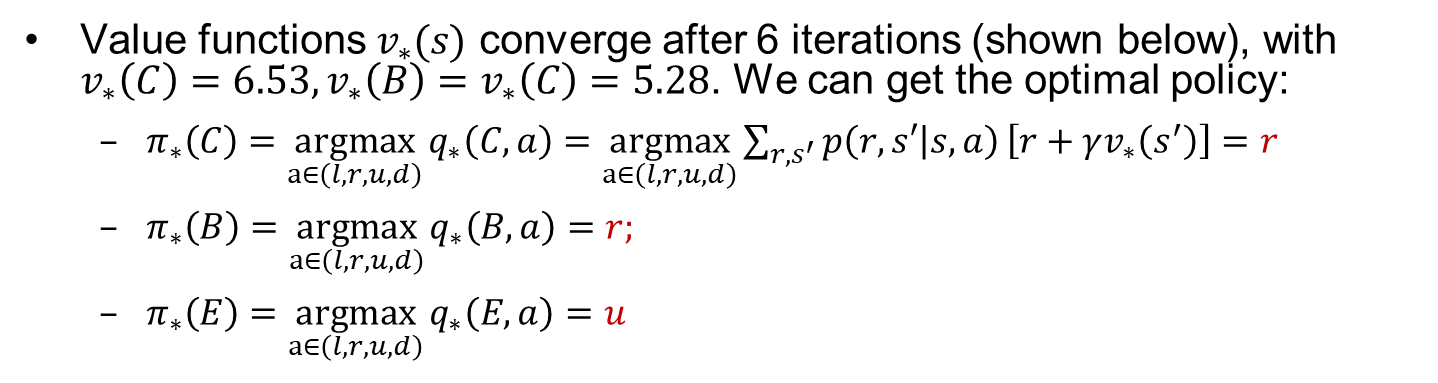 • Value functions 𝑣∗(𝑠) converge after 6 iterations (shown below), with
𝑣∗(𝐶) = 6.53, 𝑣∗(𝐵) = 𝑣∗(𝐶) = 5.28. We can get the optimal policy:
– 𝜋∗(𝐶) = argmax a∈(𝑙,𝑟,𝑢,𝑑) 𝑞∗(𝐶, 𝑎) = argmax a∈(𝑙,𝑟,𝑢,𝑑) ∑𝑟,𝑠′ 𝑝(𝑟, 𝑠′|𝑠, 𝑎) [𝑟 + 𝛾𝑣∗(𝑠′)] = 𝑟
– 𝜋∗(𝐵) = argmax a∈(𝑙,𝑟,𝑢,𝑑) 𝑞∗(𝐵, 𝑎) = 𝑟;
– 𝜋∗(𝐸) = argmax a∈(𝑙,𝑟,𝑢,𝑑) 𝑞∗(𝐸, 𝑎) = 𝑢